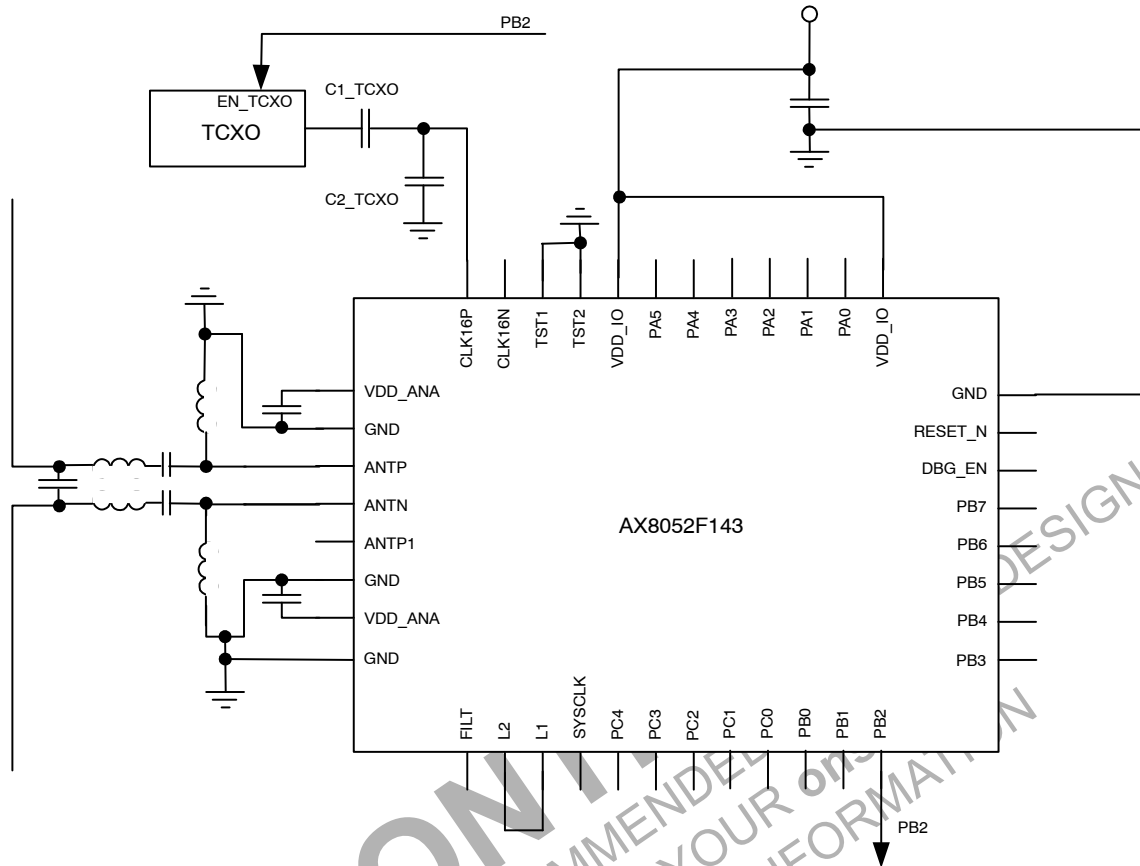 PB2
EN_TCXO
TCXO
C1_TCXO
C2_TCXO
CLK16P
CLK16N
TST1
TST2
VDD_IO
PA5
PA4
PA3
PA2
PA1
PA0
VDD_IO
VDD_ANA
GND
ANTP
ANTN
ANTP1
GND
VDD_ANA
GND
AX8052F143
GND
RESET_N
DBG_EN
PB7
PB6
PB5
PB4
PB3
FILT
L2
L1
SYSCLK
PC4
PC3
PC2
PC1
PC0
PB0
PB1
PB2
PB2
DESIGN
YOUR